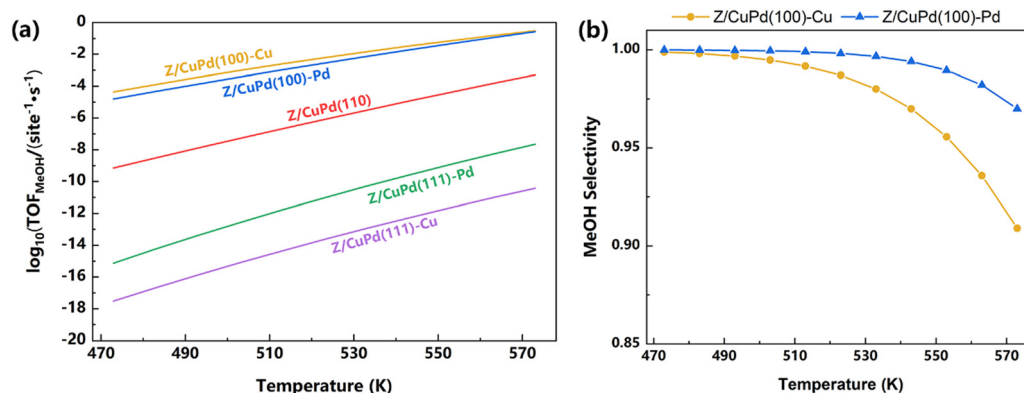 (a)
0
-2
-4
-6
-8
-10
-12
-14
-16
-18
-20
470
490
510
530
550
570
Temperature (K)
log₁₀(TOF_MeOH/(site⁻¹•s⁻¹)
Z/CuPd(100)-Cu
Z/CuPd(100)-Pd
Z/CuPd(110)
Z/CuPd(111)-Pd
Z/CuPd(111)-Cu
(b)
Z/CuPd(100)-Cu
Z/CuPd(100)-Pd
1.00
0.95
0.90
0.85
470
490
510
530
550
570
Temperature (K)
MeOH Selectivity